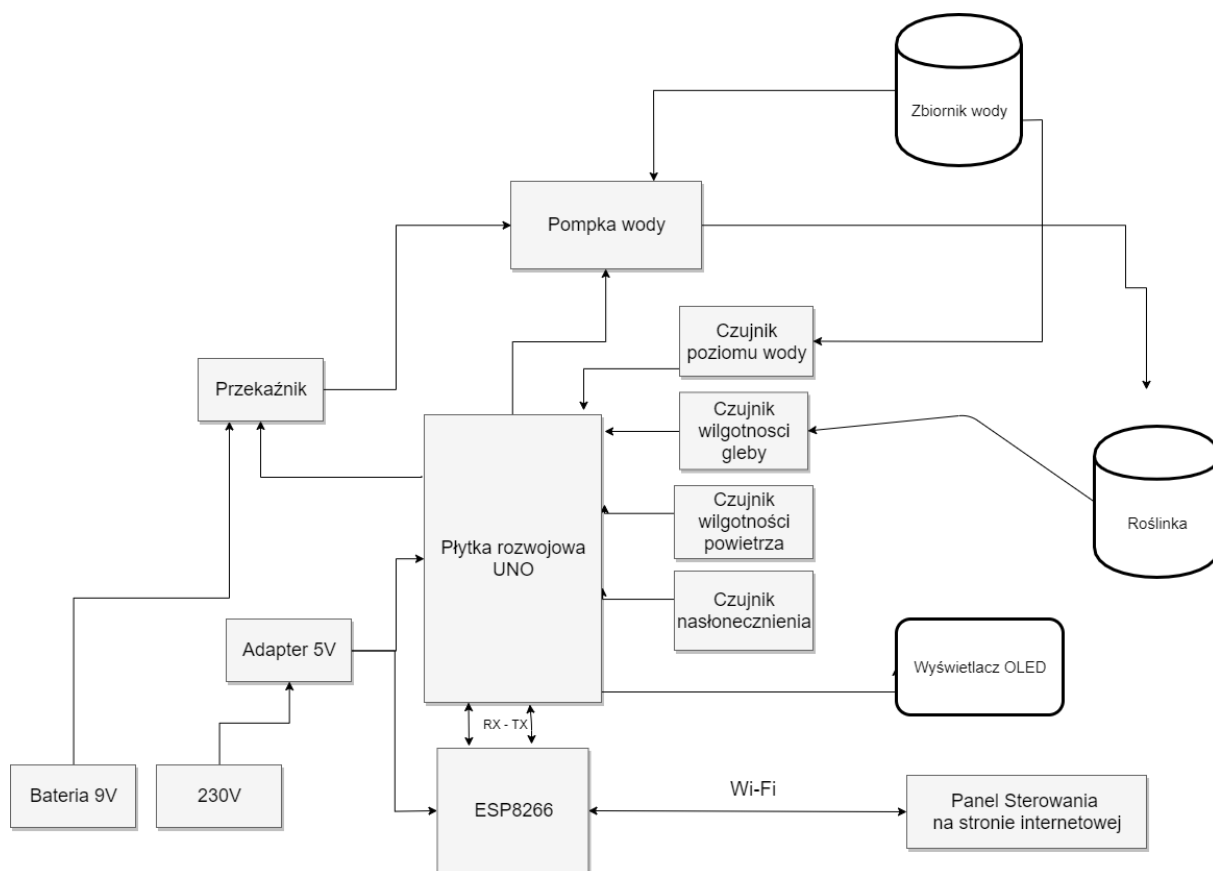 Zbiornik wody
Pompka wody
Czujnik
poziomu wody
Przekaźnik
Czujnik
wilgotnosci
gleby
Czujnik
wilgotności
powietrza
Roślinka
Płytka rozwojowa
UNO
Czujnik
nasłonecznienia
Adapter 5V
Wyświetlacz OLED
RX - TX
Bateria 9V
230V
ESP8266
Wi-Fi
Panel Sterowania
na stronie internetowej